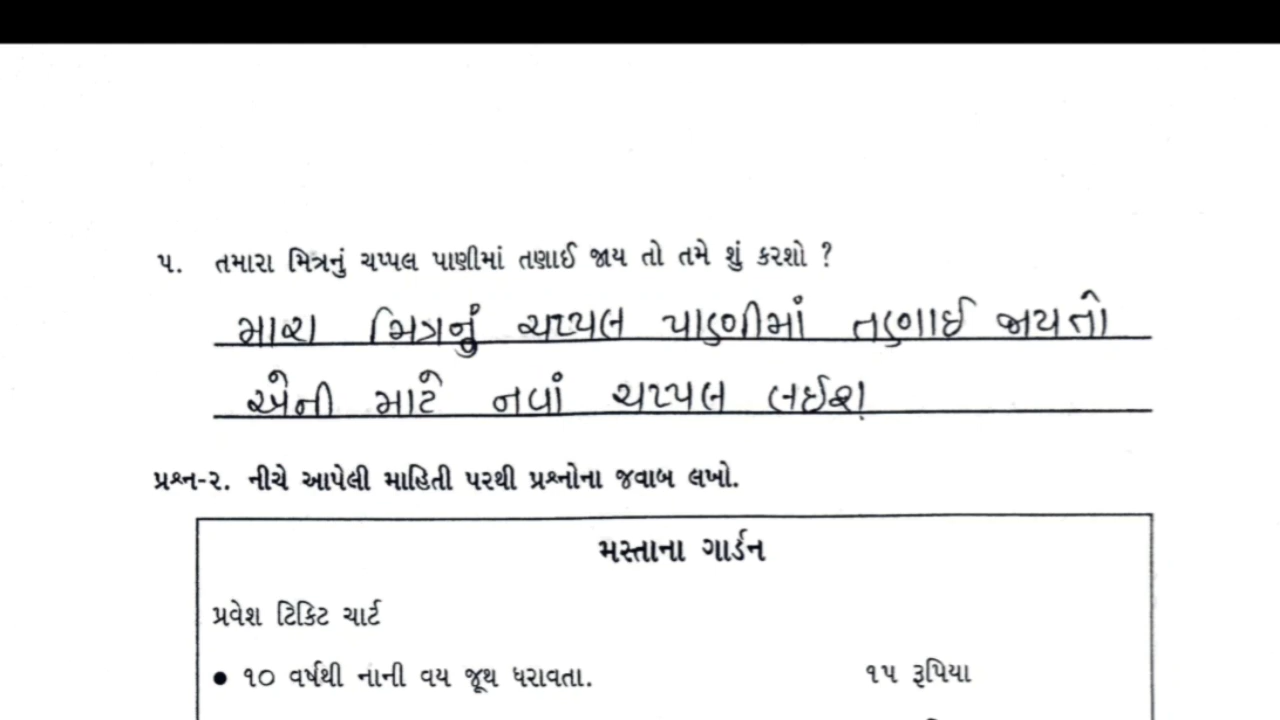 ૫. તમારા મિત્રનું ચપ્પલ પાણીમાં તણાઈ જાય તો તમે શું કરશો ?
મારા મિત્રનું ચપ્પલ પાણીમાં તણાઈ જાય તો
એની માટે નવાં ચપ્પલ લઈશ
પ્રશ્ન-૨. નીચે આપેલી માહિતી પરથી પ્રશ્નોના જવાબ લખો.
મસ્તાના ગાર્ડન
પ્રવેશ ટિકિટ ચાર્ટ
• ૧૦ વર્ષથી નાની વય જૂથ ધરાવતા. ૧૫ રૂપિયા